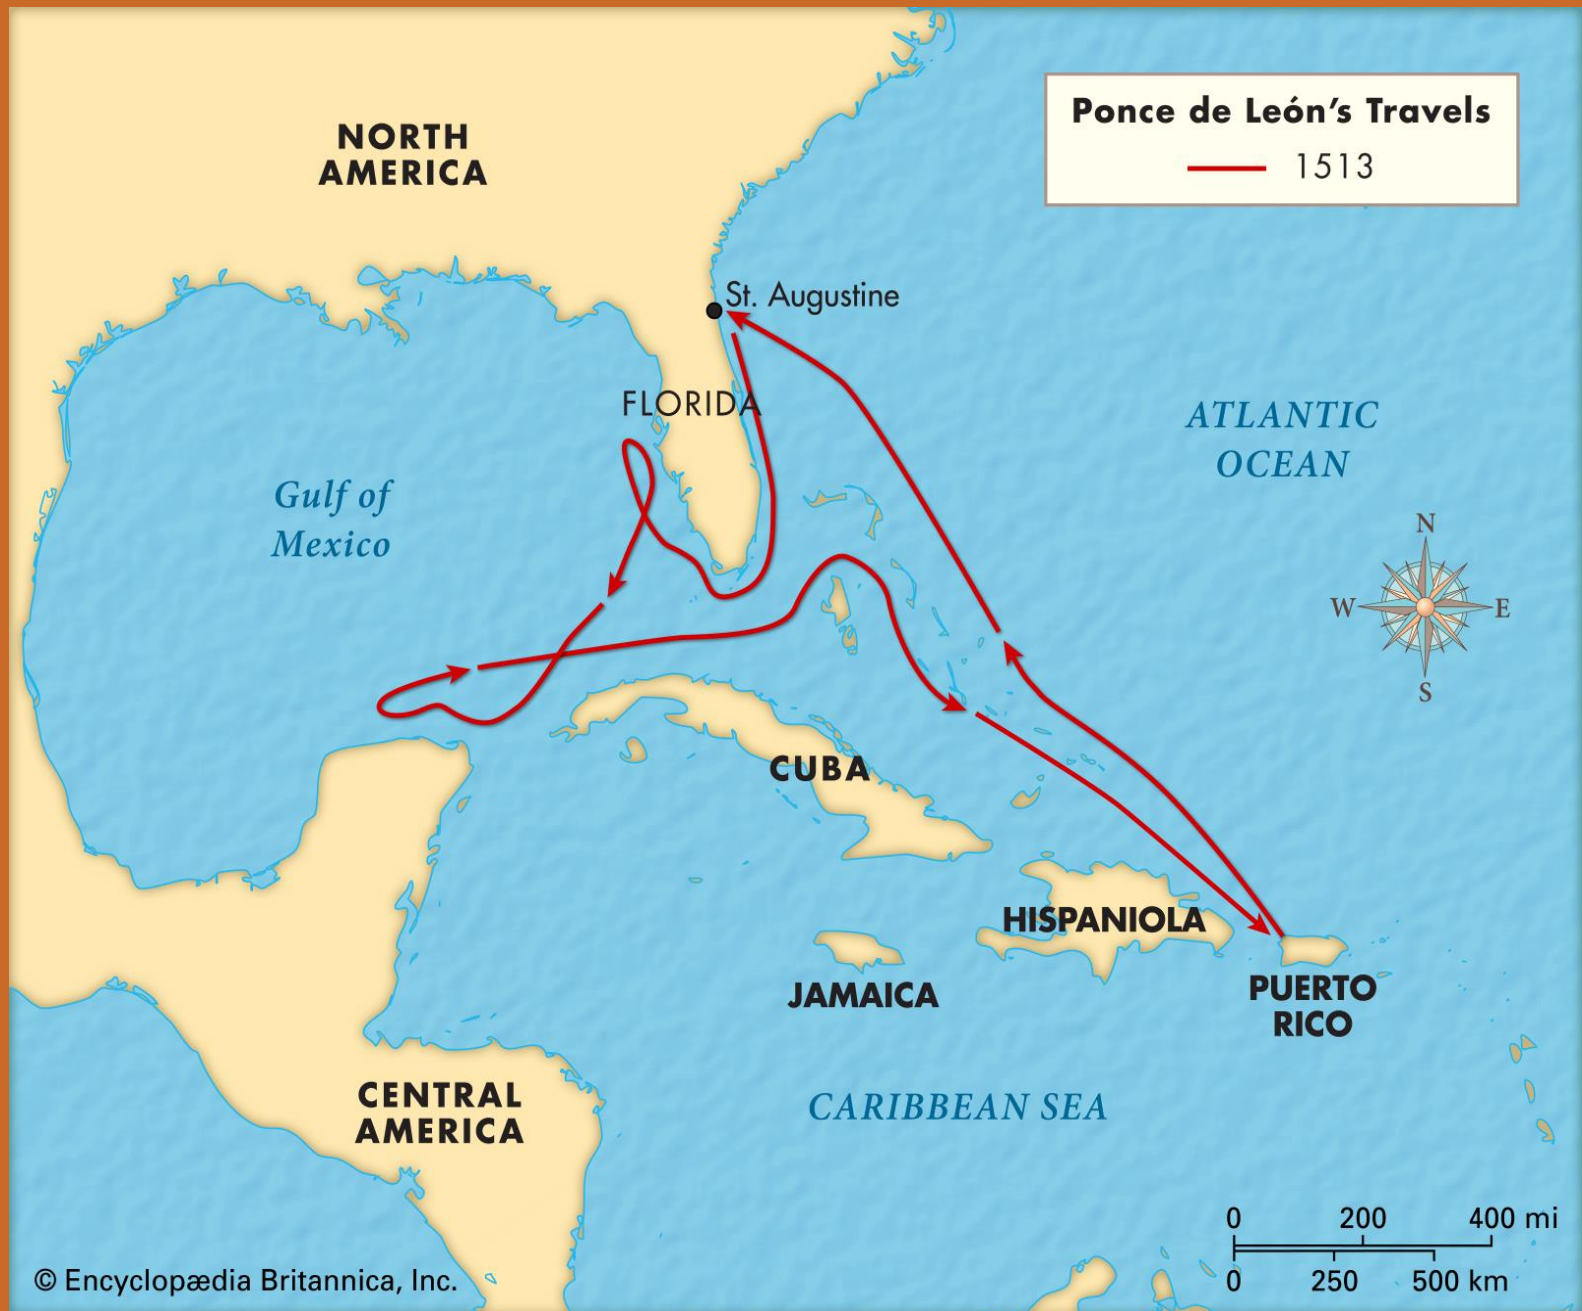 Ponce de León's Travels
1513
NORTH
AMERICA
St. Augustine
FLORIDA
ATLANTIC
OCEAN
Gulf of
Mexico
N
W
E
S
CUBA
HISPANIOLA
JAMAICA
PUERTO
RICO
CENTRAL
AMERICA
CARIBBEAN SEA
0 200 400 mi
0 250 500 km
© Encyclopædia Britannica, Inc.